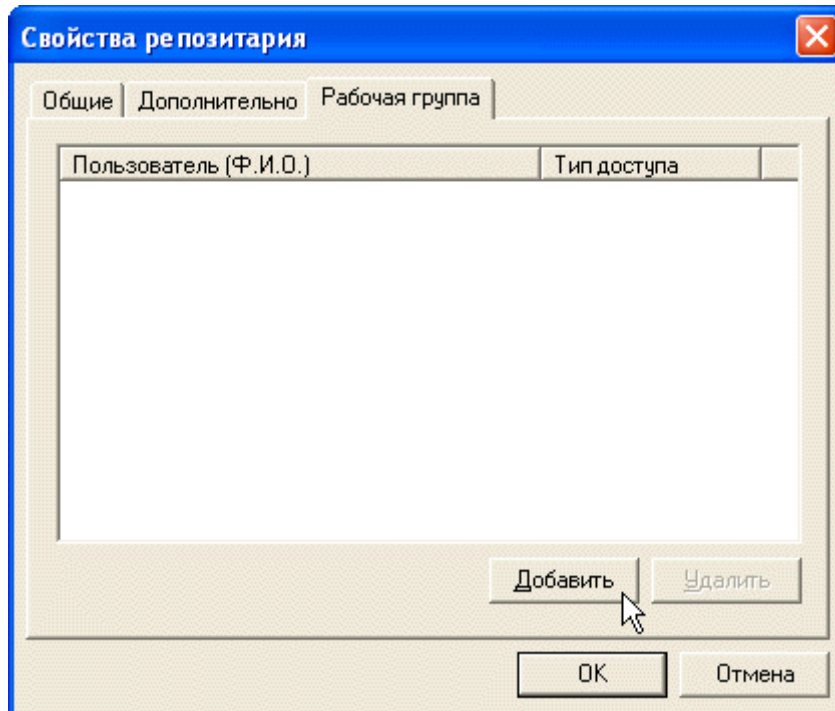 Свойства репозитария
Общие Дополнительно Рабочая группа
Пользователь (Ф.И.О.) Тип доступа
Добавить Удалить
OK Отмена